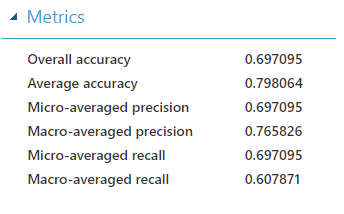 Metrics
Overall accuracy 0.697095
Average accuracy 0.798064
Micro-averaged precision 0.697095
Macro-averaged precision 0.765826
Micro-averaged recall 0.697095
Macro-averaged recall 0.607871